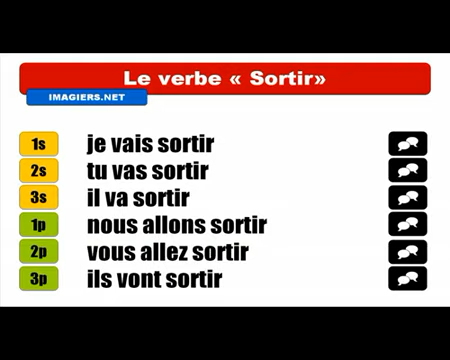 Le verbe « Sortir»
IMAGIERS.NET
1s je vais sortir
2s tu vas sortir
3s il va sortir
1p nous allons sortir
2p vous allez sortir
3p ils vont sortir